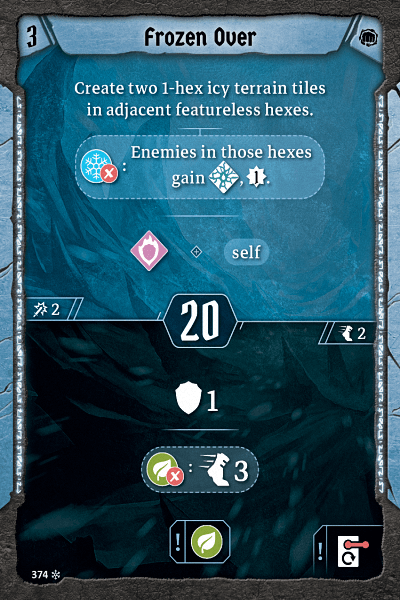 3
Frozen Over
Create two 1-hex icy terrain tiles
in adjacent featureless hexes.
: Enemies in those hexes
gain , 1.
self
2
20
2
1
: 3
!
!
374